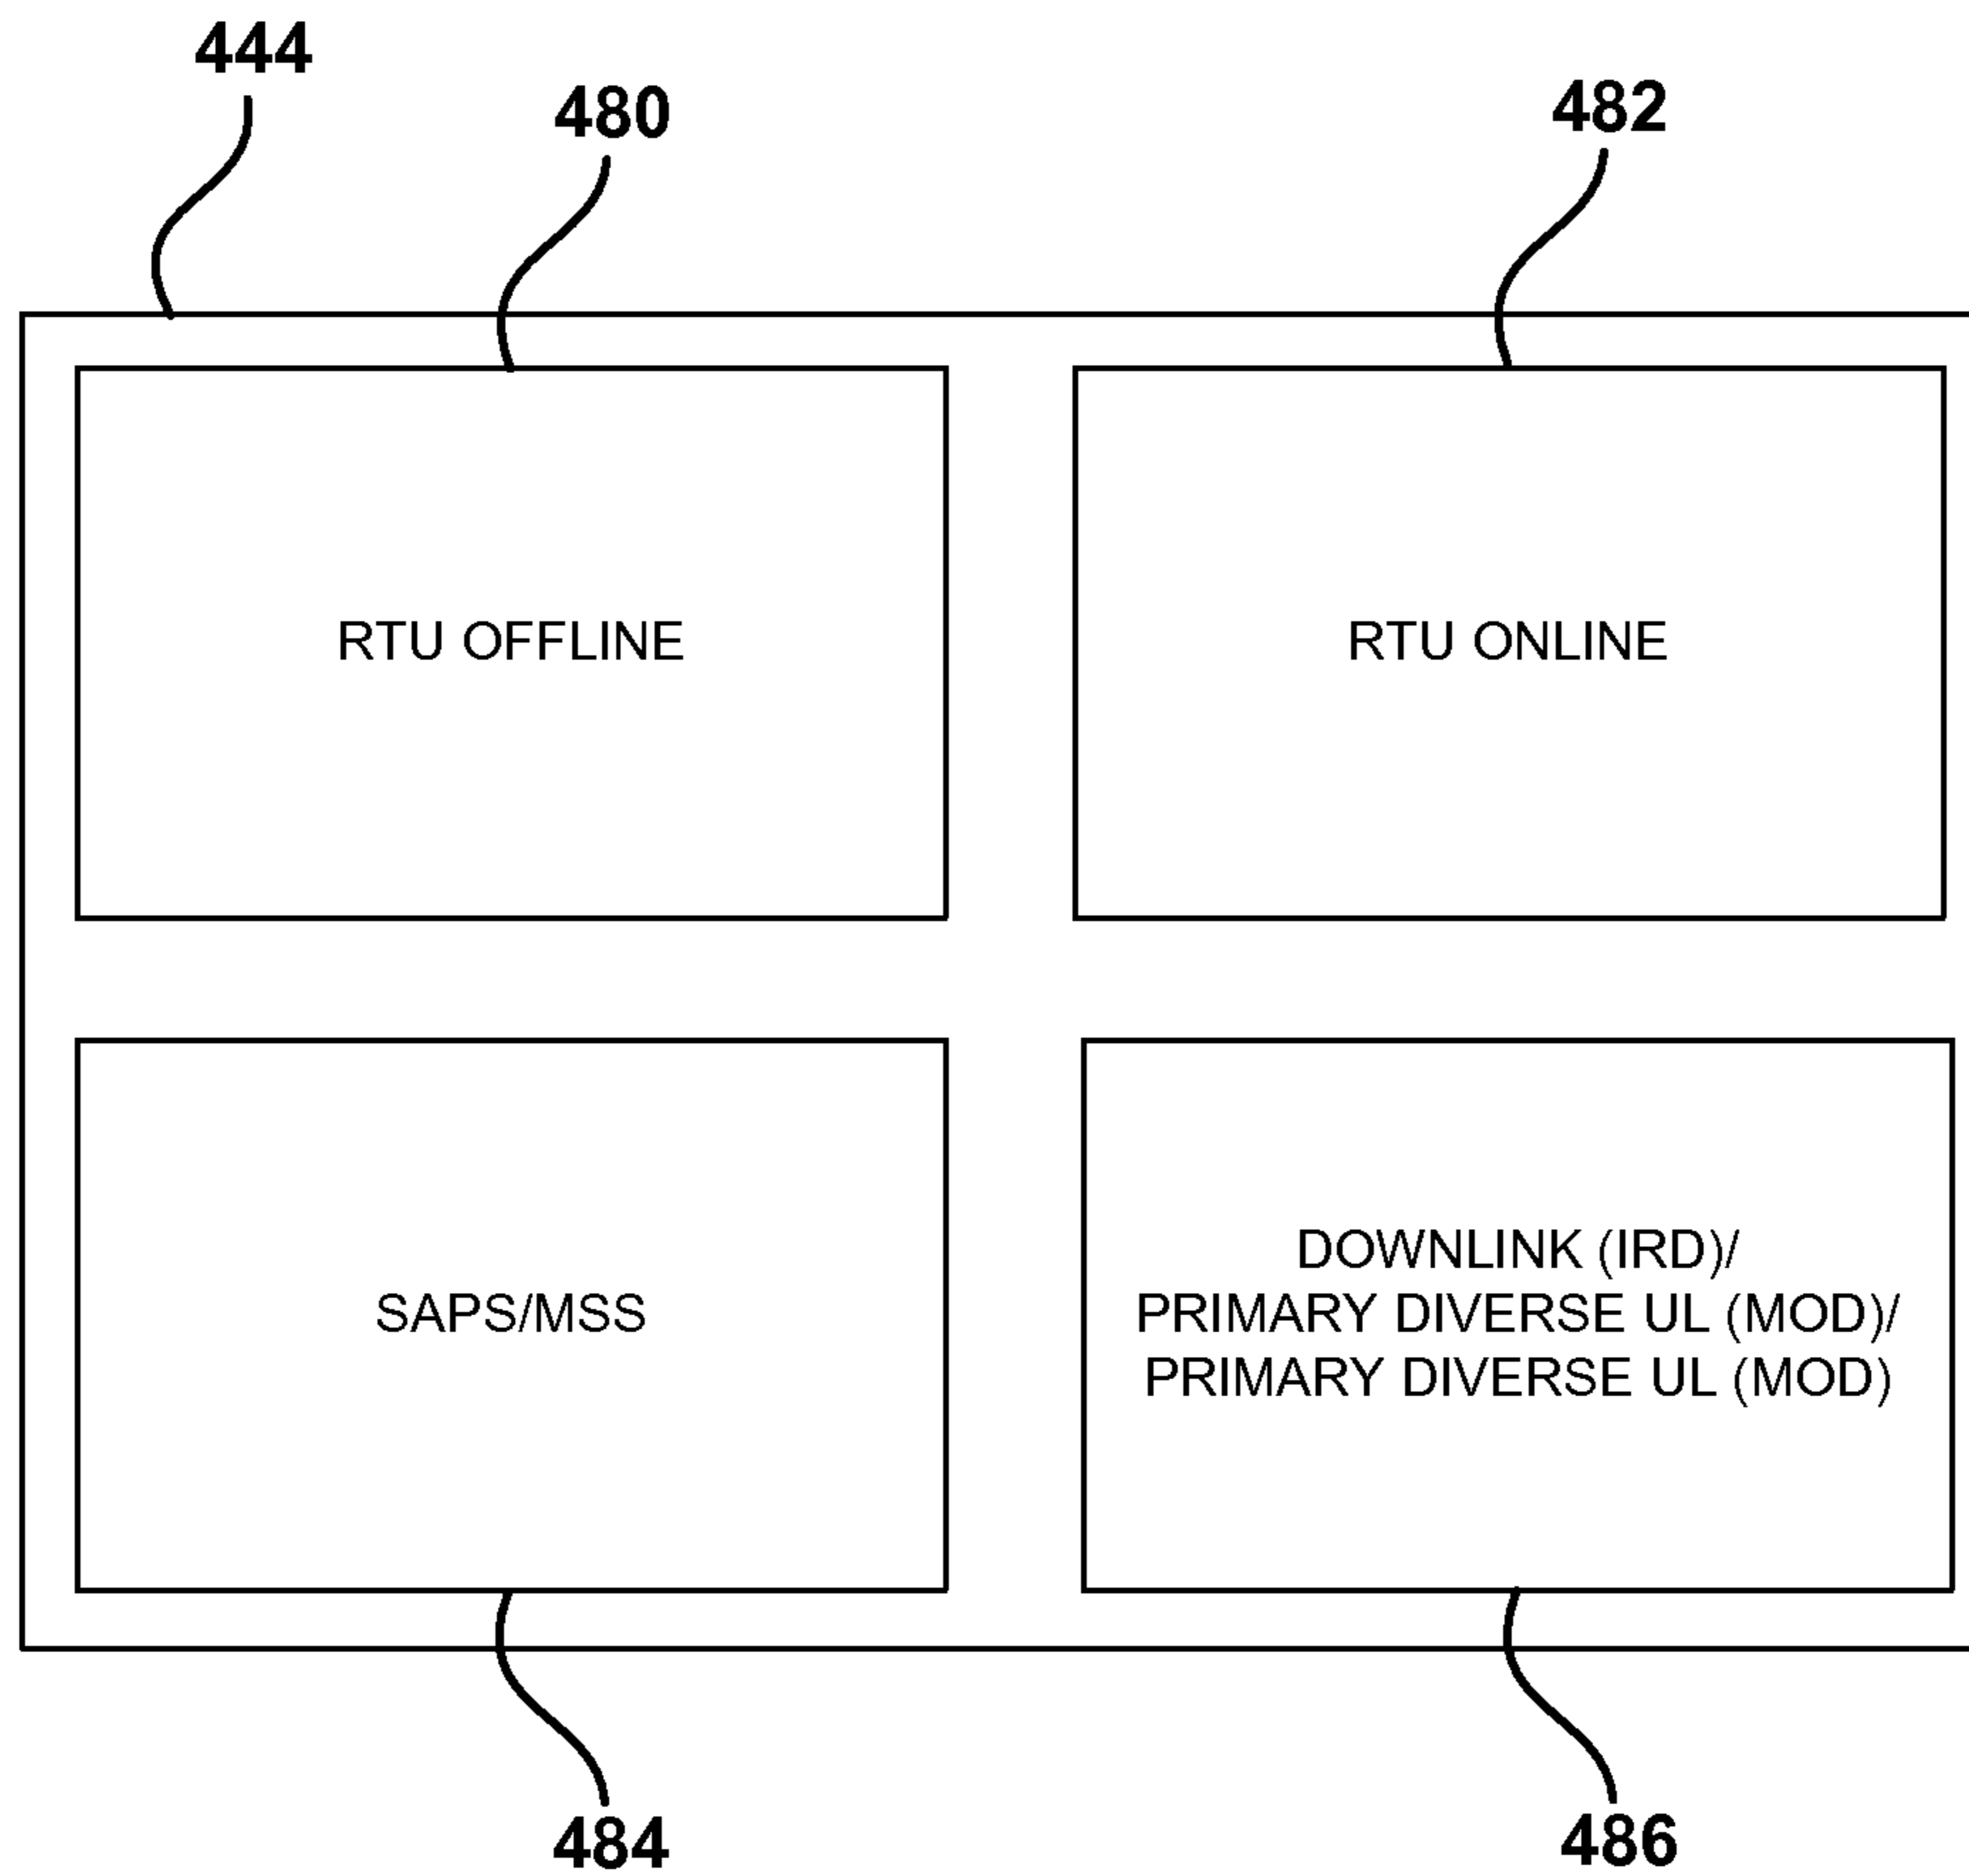 444
480
482
RTU OFFLINE
RTU ONLINE
SAPS/MSS
DOWNLINK (IRD)/
PRIMARY DIVERSE UL (MOD)/
PRIMARY DIVERSE UL (MOD)
484
486